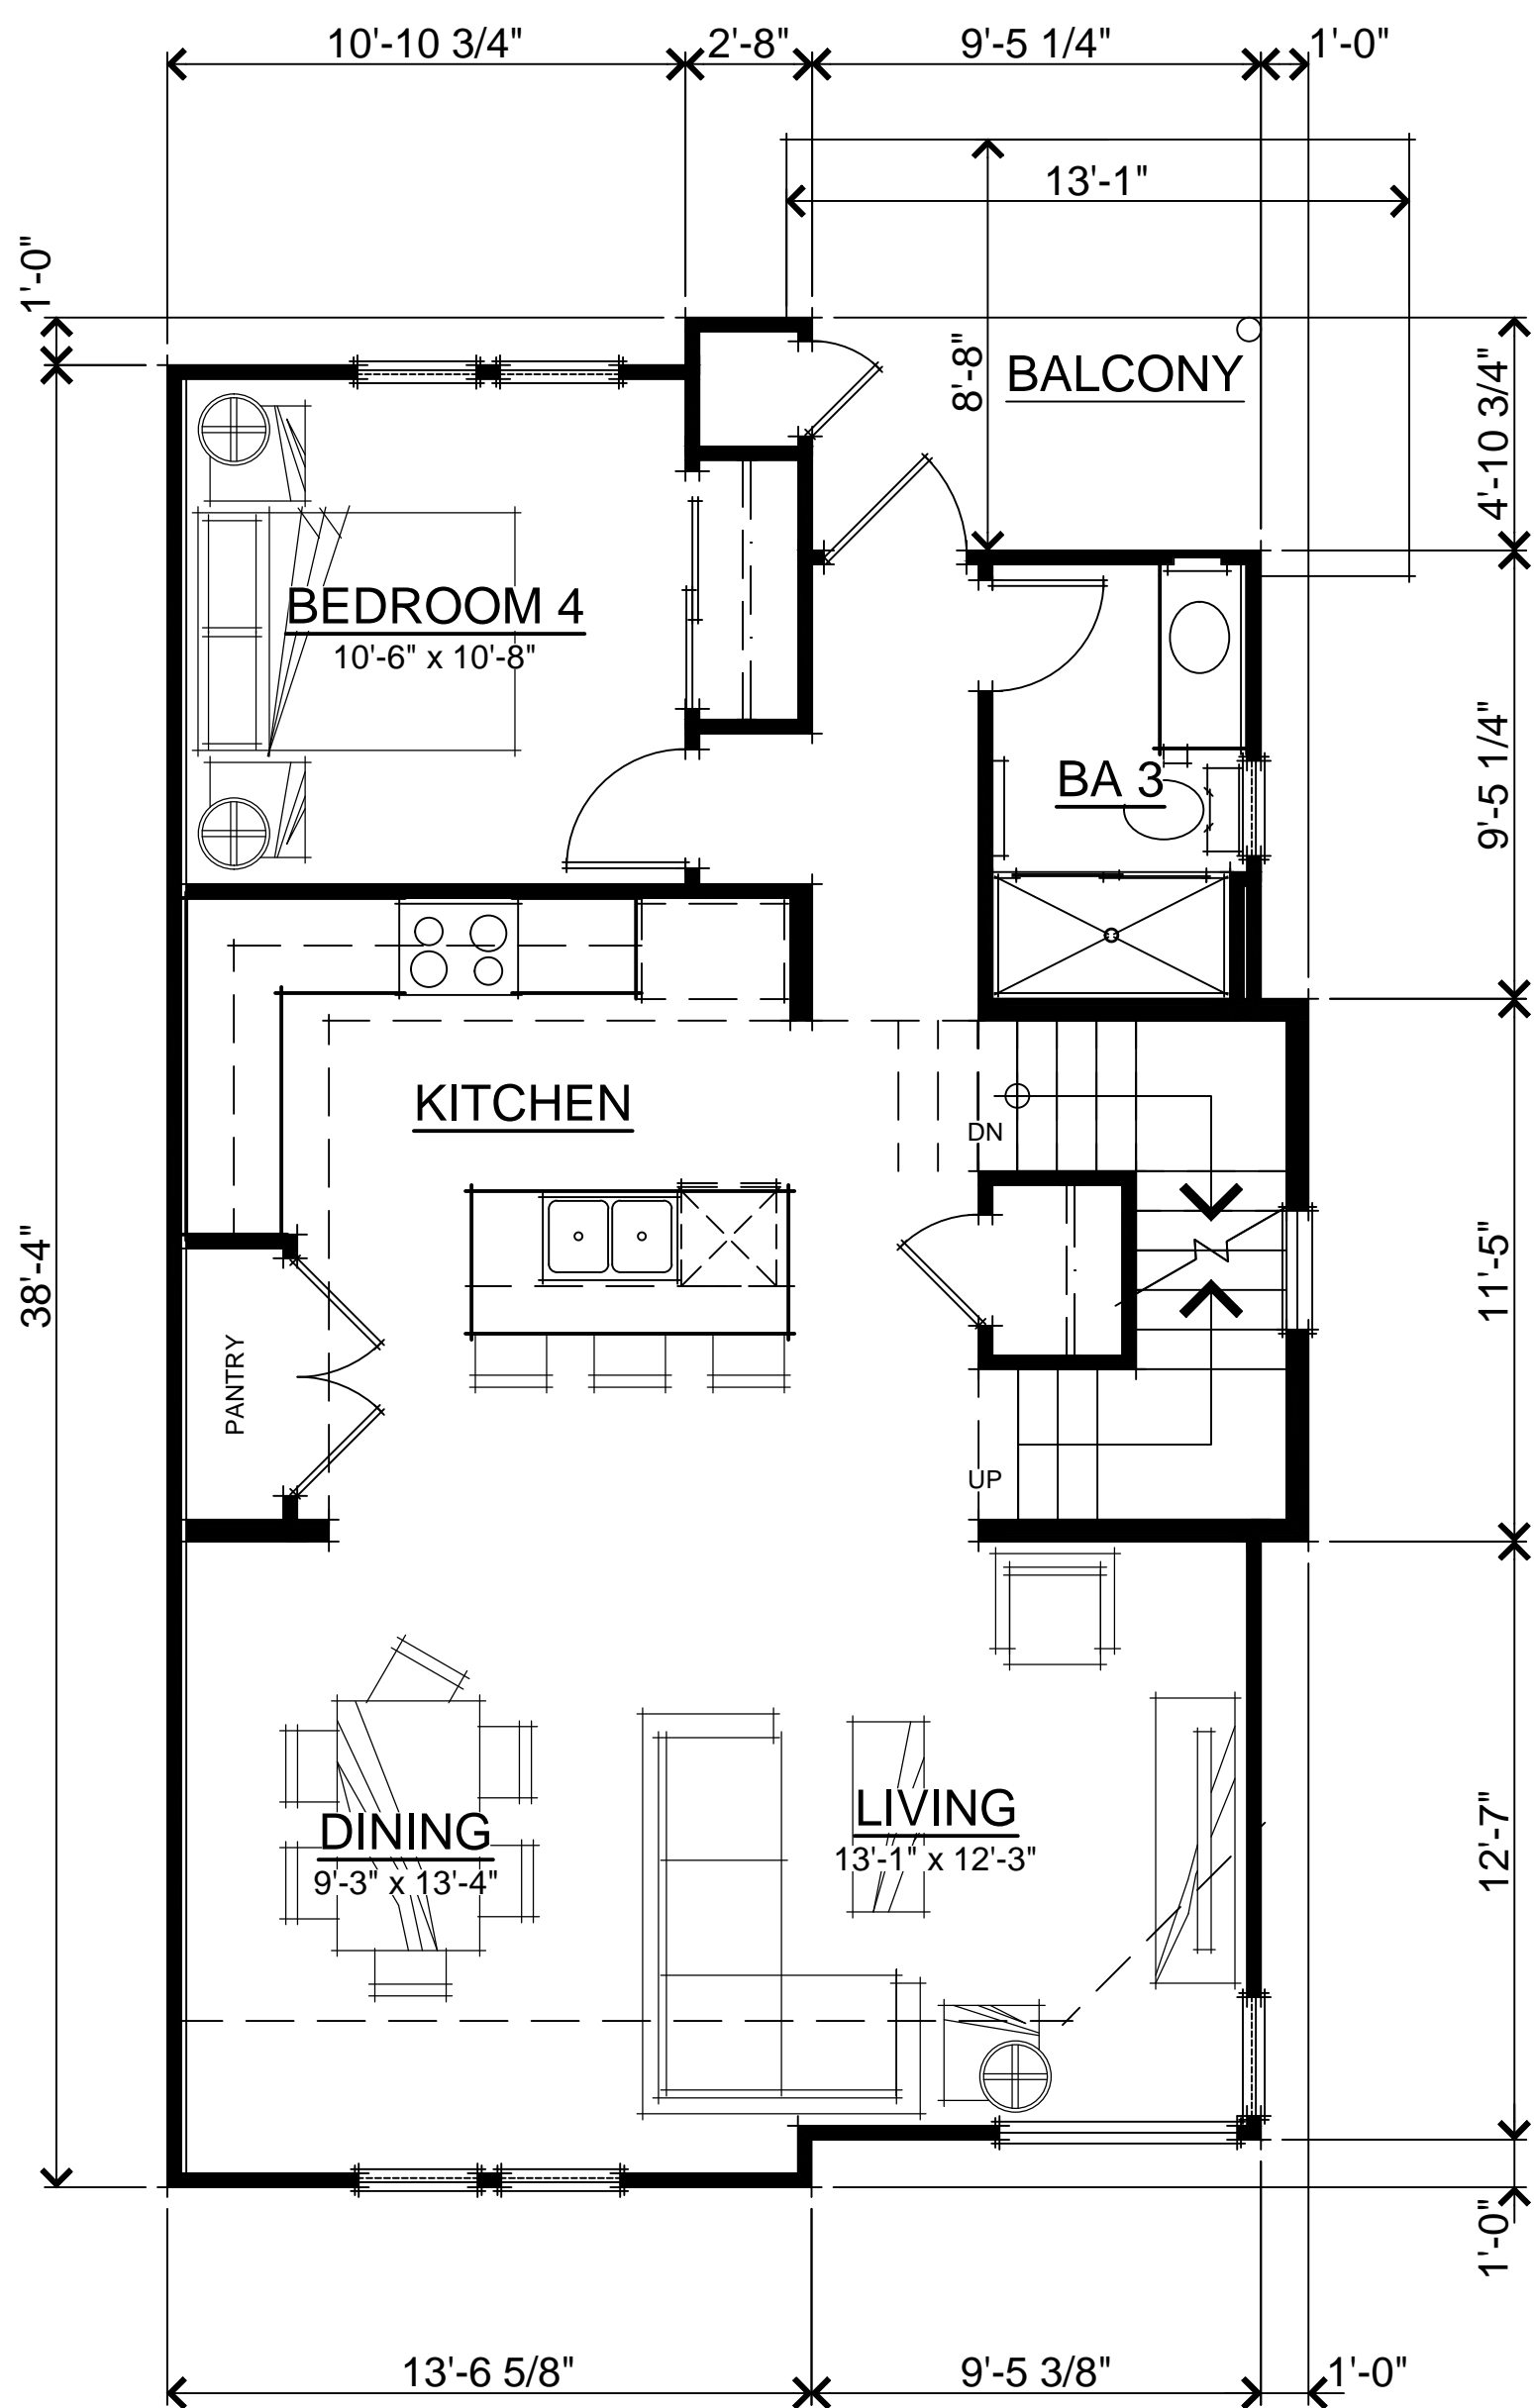 10'-10 3/4"
2'-8"
9'-5 1/4"
1'-0"
13'-1"
1'-0"
8'-8"
BALCONY
4'-10 3/4"
BEDROOM 4
10'-6" x 10'-8"
BA 3
9'-5 1/4"
KITCHEN
DN
38'-4"
11'-5"
PANTRY
UP
LIVING
13'-1" x 12'-3"
DINING
9'-3" x 13'-4"
12'-7"
1'-0"
13'-6 5/8"
9'-5 3/8"
1'-0"